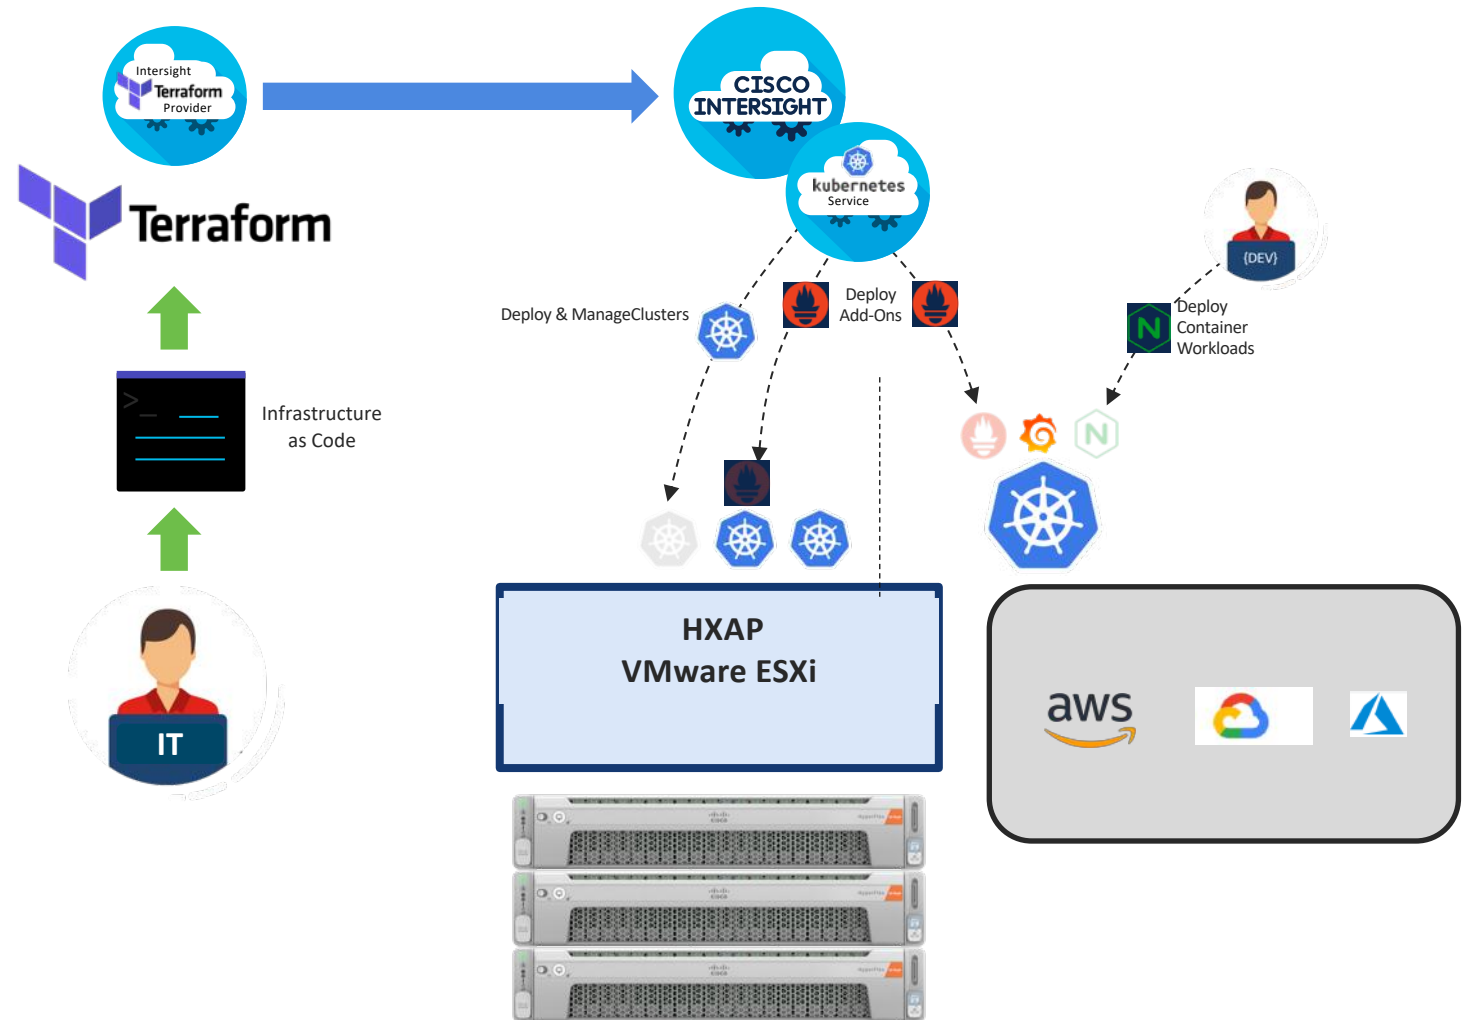 Intersight
Terraform
Provider
CISCO
INTERSIGHT
kubernetes
Service
Terraform
{DEV}
Deploy & ManageClusters
Deploy
Add-Ons
Deploy
Container
Workloads
N
N
>_
Infrastructure
as Code
IT
HXAP
VMware ESXi
aws